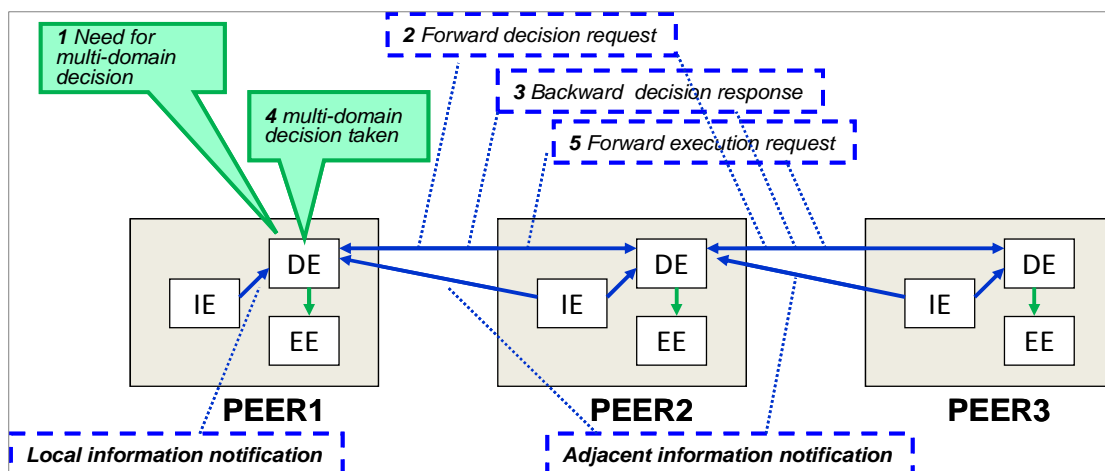 1 Need for
multi-domain
decision
2 Forward decision request
3 Backward decision response
4 multi-domain
decision taken
5 Forward execution request
DE
IE
EE
DE
IE
EE
DE
IE
EE
PEER1
PEER2
PEER3
Local information notification
Adjacent information notification